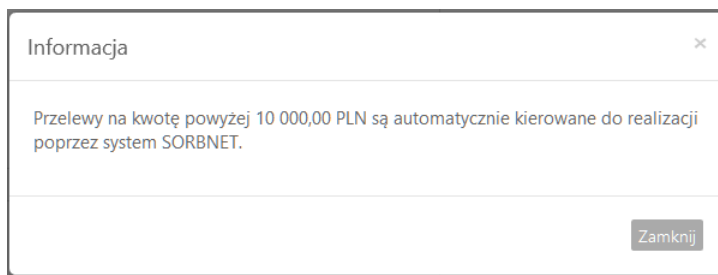 Informacja
×
Przelewy na kwotę powyżej 10 000,00 PLN są automatycznie kierowane do realizacji
poprzez system SORBNET.
Zamknij